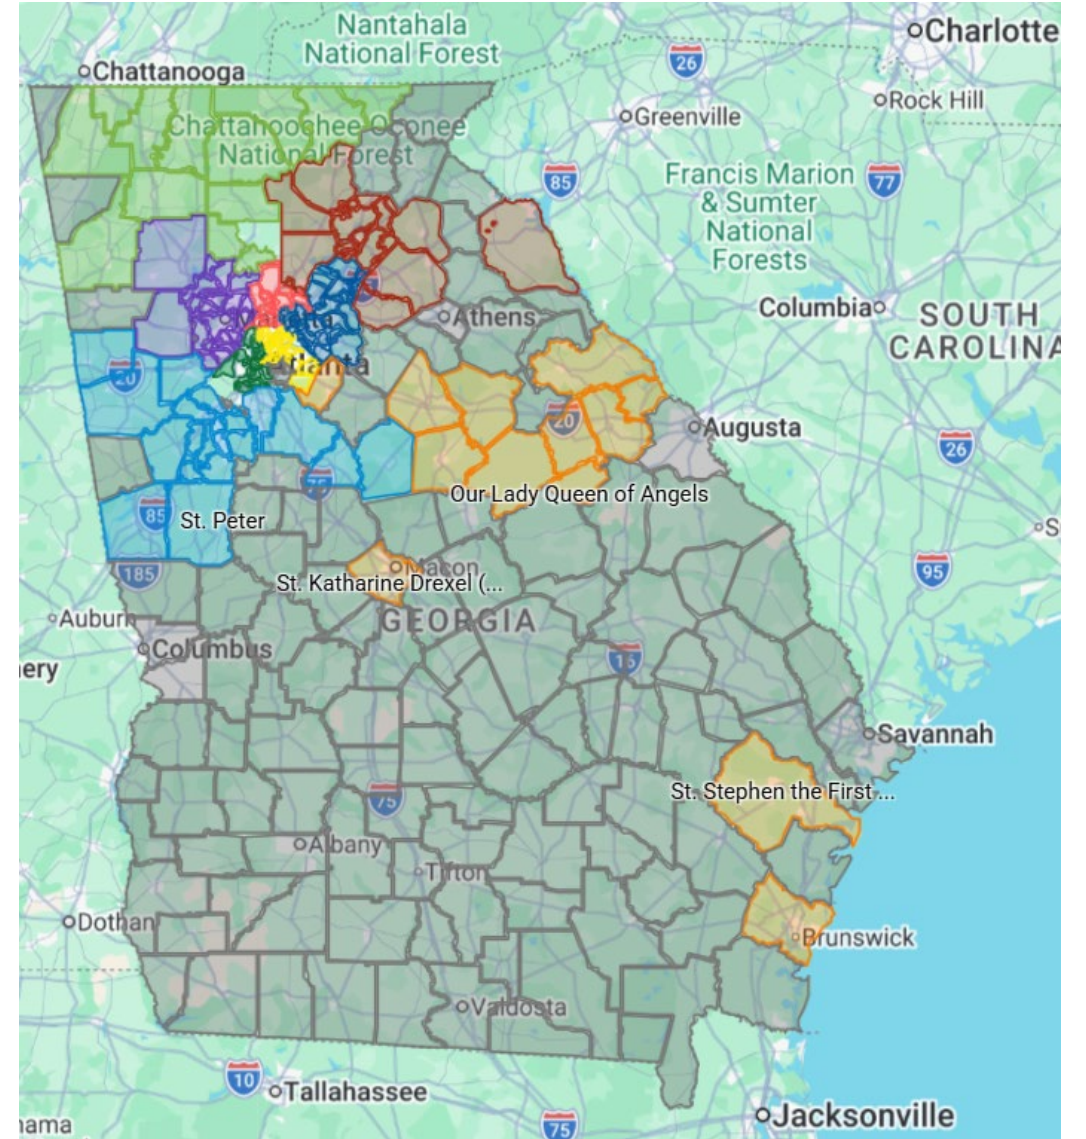 Nantahala
National Forest
Charlotte
26
Chattanooga
Rock Hill
Greenville
Chattahoochee-Oconee
National Forest
85
77
Francis Marion
& Sumter
National
Forests
Columbia
SOUTH
CAROLINA
Athens
Atlanta
20
20
Augusta
26
75
Our Lady Queen of Angels
85
St. Peter
185
Macon
95
St. Katharine Drexel (...
GEORGIA
Auburn
Columbus
16
Savannah
St. Stephen the First ...
75
Albany
Tifton
Dothan
Brunswick
Valdosta
10
Tallahassee
Jacksonville
75